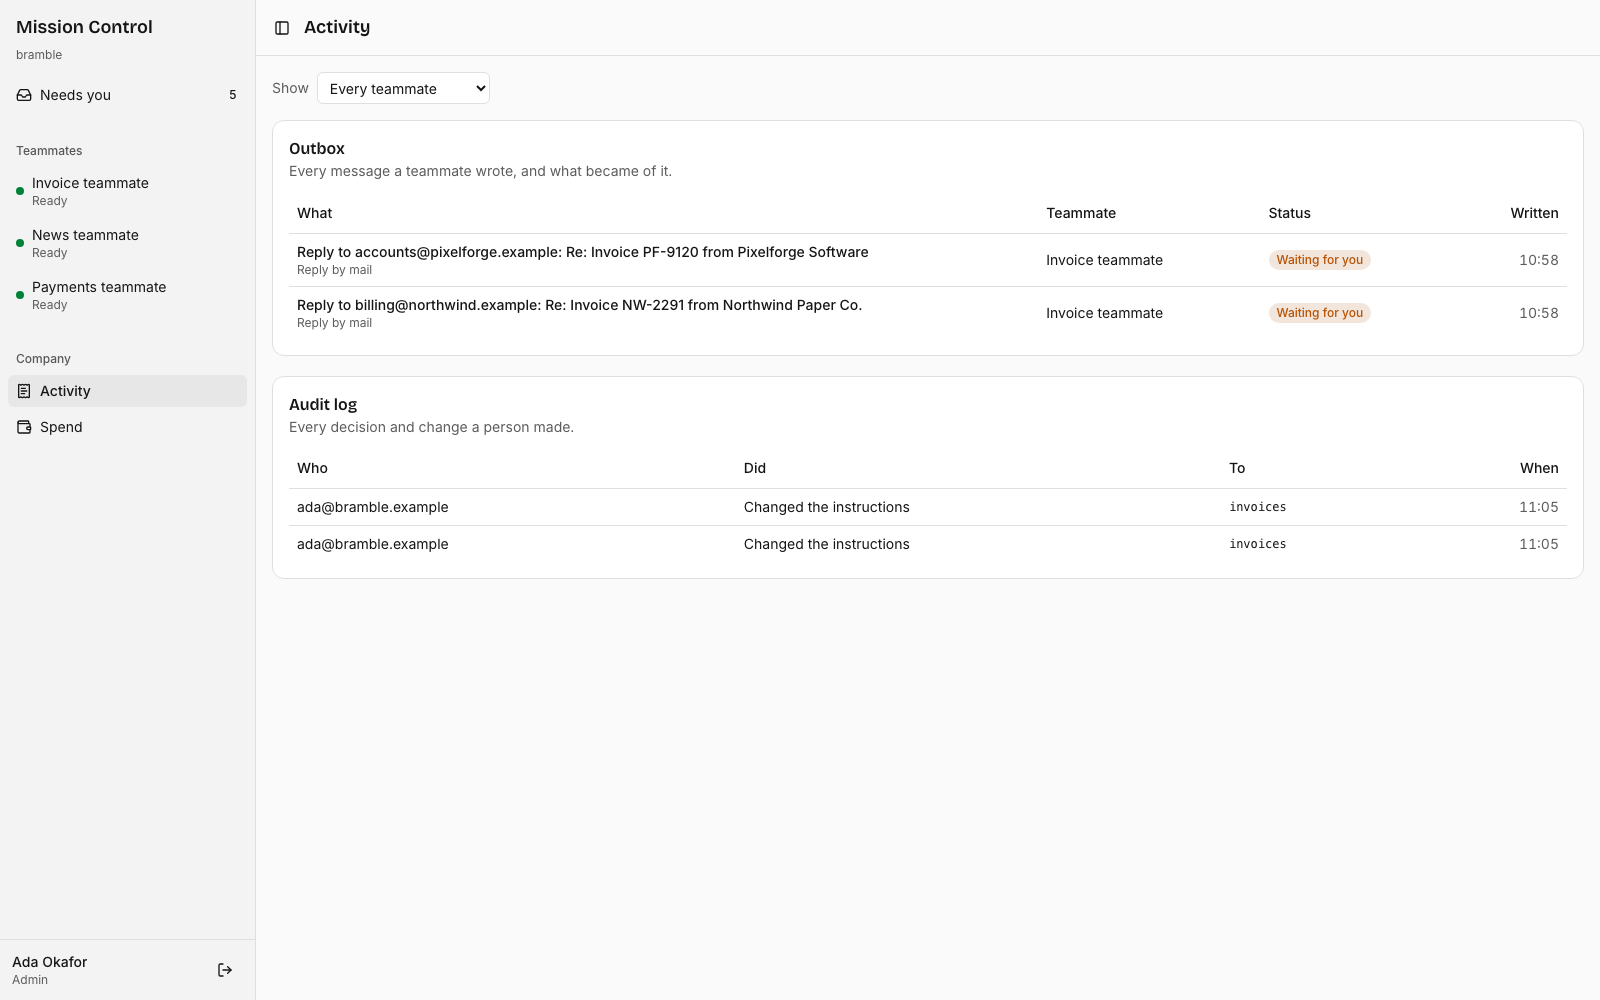 Mission Control
bramble
Needs you 5
Teammates
Invoice teammate
Ready
News teammate
Ready
Payments teammate
Ready
Company
Activity
Spend
Ada Okafor
Admin
Activity
Show Every teammate
Outbox
Every message a teammate wrote, and what became of it.
What Teammate Status Written
Reply to accounts@pixelforge.example: Re: Invoice PF-9120 from Pixelforge Software
Reply by mail
Invoice teammate Waiting for you 10:58
Reply to billing@northwind.example: Re: Invoice NW-2291 from Northwind Paper Co.
Reply by mail
Invoice teammate Waiting for you 10:58
Audit log
Every decision and change a person made.
Who Did To When
ada@bramble.example Changed the instructions invoices 11:05
ada@bramble.example Changed the instructions invoices 11:05